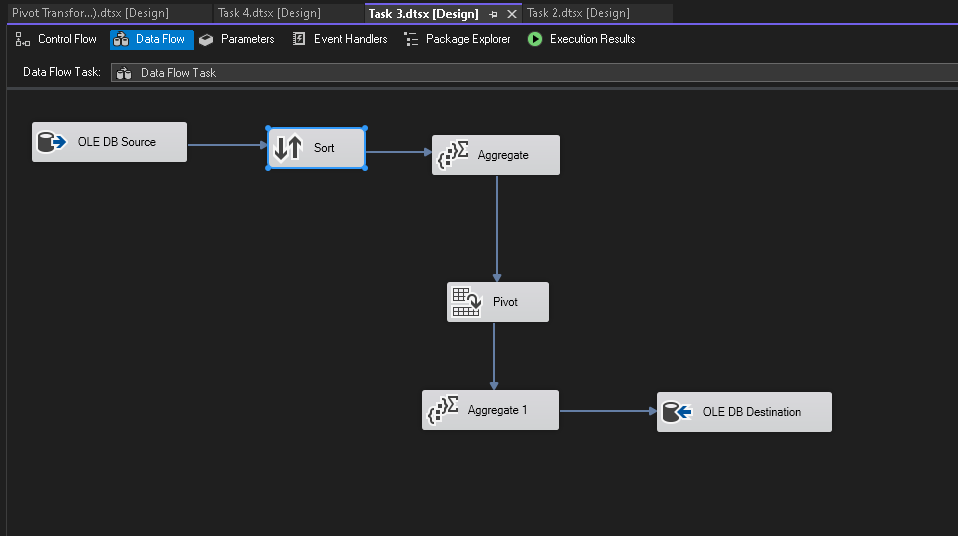 Pivot Transfor...).dtsx [Design] Task 4.dtsx [Design] Task 3.dtsx [Design] Task 2.dtsx [Design]
Control Flow Data Flow Parameters Event Handlers Package Explorer Execution Results
Data Flow Task: Data Flow Task
OLE DB Source
Sort
Aggregate
Pivot
Aggregate 1
OLE DB Destination